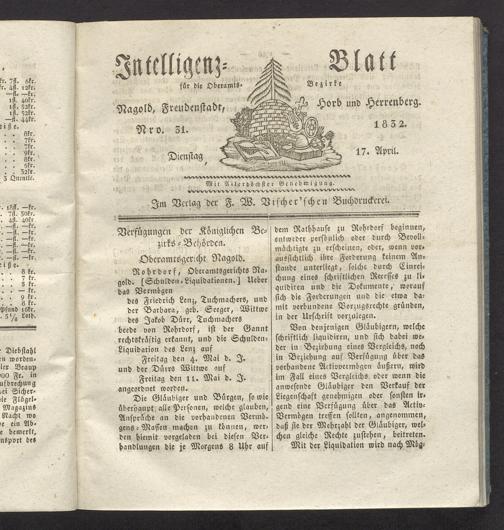 Intelligenz-Blatt
für die Oberamts-Bezirke
Nagold, Freudenstadt, Horb und Herrenberg.
Nro. 31. 1832.
Dienstag 17. April.
Mit Allerhöchster Genehmigung.
Im Verlag der F. W. Vischer'schen Buchdruckerei.
Verfügungen der Königlichen Be-
zirks-Behörden.
Oberamtsgericht Nagold.
Rohrdorf, Oberamtsgerichts Na-
gold. [Schulden-Liquidationen.] Ueber
das Vermögen
des Friedrich Lenz, Tuchmachers, und
der Barbara, geb. Seeger, Wittwe
des Jakob Dürr, Tuchmachers
beede von Rohrdorf, ist der Gannt
rechtskräftig erkannt, und die Schulden-
Liquidation des Lenz auf
Freitag den 4. Mai d. J.
und der Dürrs Wittwe auf
Freitag den 11. Mai d. J.
angeordnet worden.
Die Gläubiger und Bürgen, so wie
überhaupt, alle Personen, welche glauben,
Ansprüche an die vorhandenen Vermö-
gens-Massen machen zu können, wer-
den hiemit vorgeladen bei diesen Ver-
handlungen die je Morgens 8 Uhr auf
dem Rathhause zu Rohrdorf beginnen,
entweder persönlich oder durch Bevoll-
mächtigte zu erscheinen, oder, wenn vor-
aussichtlich ihre Forderung keinem An-
stande unterliegt, solche durch Einrei-
chung eines schriftlichen Rezesses zu li-
quidiren und die Dokumente, worauf
sich die Forderungen und die etwa da-
mit verbundenen Vorzugsrechte gründen,
in der Urschrift vorzulegen.
Von denjenigen Gläubigern, welche
schriftlich liquidiren, und sich dabei we-
der in Beziehung eines Vergleichs, noch
in Beziehung auf Verfügung über das
vorhandene Aktivvermögen äußern, wird
im Fall eines Vergleichs oder wenn die
anwesende Gläubiger den Verkauf der
Liegenschaft genehmigen oder sonsten ir-
gend eine Verfügung über das Activ-
Vermögen treffen sollten, angenommen,
daß sie der Mehrzahl der Gläubiger, wel-
chen gleiche Rechte zustehen, beitreten.
Mit der Liquidation wird nach Mög-